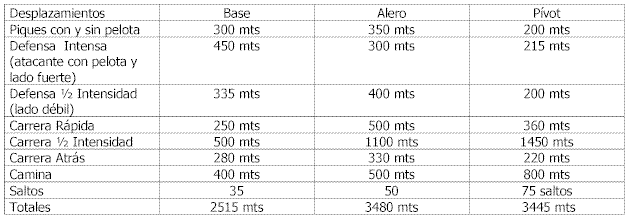 Desplazamientos Base Alero Pívot
Piques con y sin pelota 300 mts 350 mts 200 mts
Defensa Intensa 450 mts 300 mts 215 mts
(atacante con pelota y
lado fuerte)
Defensa ½ Intensidad 335 mts 400 mts 200 mts
(lado débil)
Carrera Rápida 250 mts 500 mts 360 mts
Carrera ½ Intensidad 500 mts 1100 mts 1450 mts
Carrera Atrás 280 mts 330 mts 220 mts
Camina 400 mts 500 mts 800 mts
Saltos 35 50 75 saltos
Totales 2515 mts 3480 mts 3445 mts